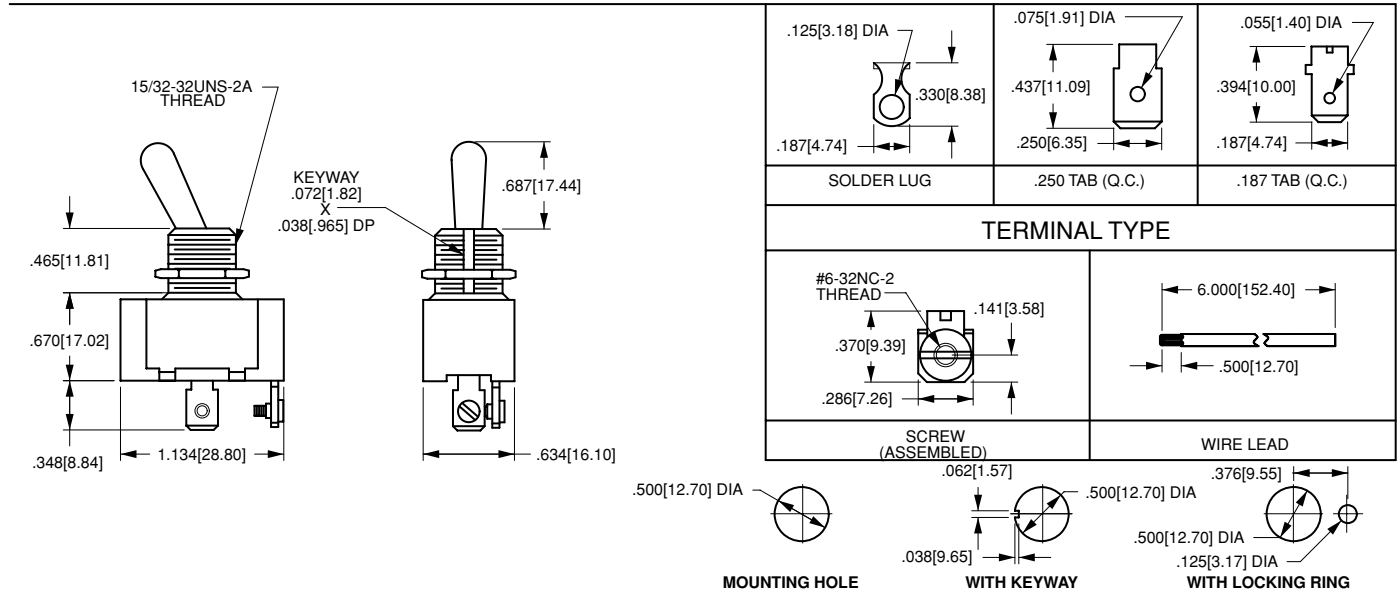 15/32-32UNS-2A
THREAD
.465[11.81]
.670[17.02]
.348[8.84]
1.134[28.80]
KEYWAY
.072[1.82]
X
.038[.965] DP
.687[17.44]
.634[16.10]
.125[3.18] DIA
.330[8.38]
.187[4.74]
SOLDER LUG
.075[1.91] DIA
.437[11.09]
.250[6.35]
.250 TAB (Q.C.)
.055[1.40] DIA
.394[10.00]
.187[4.74]
.187 TAB (Q.C.)
TERMINAL TYPE
#6-32NC-2
THREAD
.141[3.58]
.370[9.39]
.286[7.26]
SCREW
(ASSEMBLED)
6.000[152.40]
.500[12.70]
WIRE LEAD
.500[12.70] DIA
MOUNTING HOLE
.062[1.57]
.500[12.70] DIA
.038[9.65]
WITH KEYWAY
.376[9.55]
.500[12.70] DIA
.125[3.17] DIA
WITH LOCKING RING